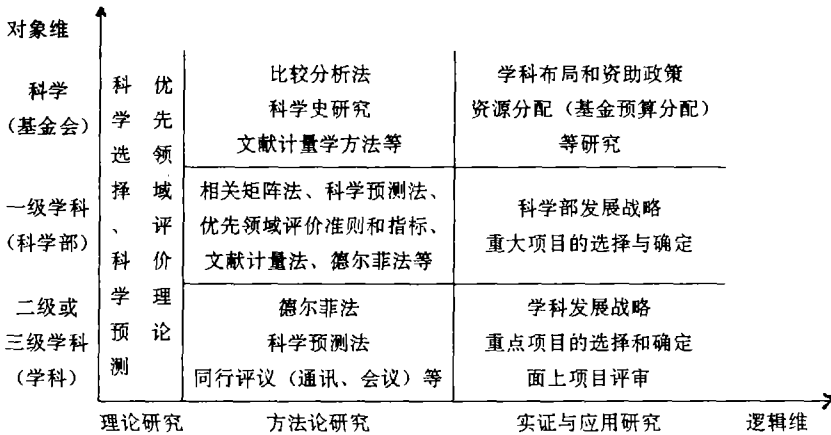 对象维
科学
（基金会）
科学选择、科学预测
优先领域评价理论
比较分析法
科学史研究
文献计量学方法等
学科布局和资助政策
资源分配（基金预算分配）
等研究
一级学科
（科学部）
相关矩阵法、科学预测法、
优先领域评价准则和指标、
文献计量法、德尔菲法等
科学部发展战略
重大项目的选择与确定
二级或
三级学科
（学科）
德尔菲法
科学预测法
同行评议（通讯、会议）等
学科发展战略
重点项目的选择和确定
面上项目评审
理论研究 方法论研究 实证与应用研究 逻辑维